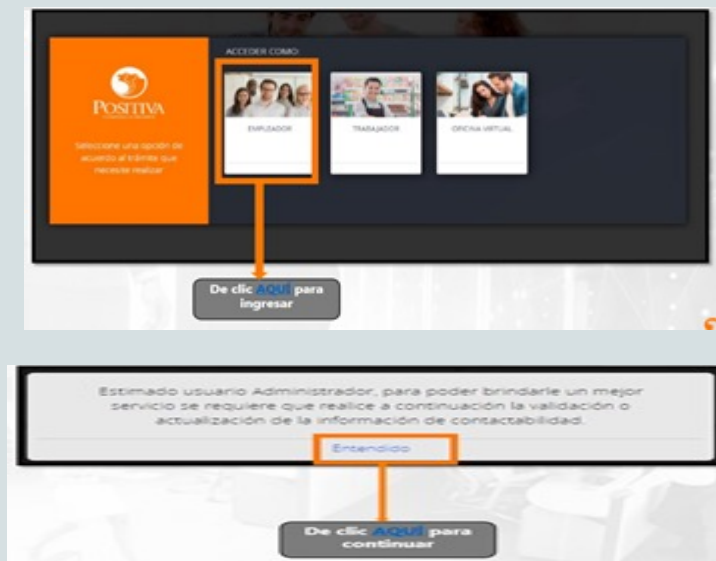 ACCEDER COMO:
POSITIVA
Seleccione una opción de
acuerdo al trámite que
necesite realizar
EMPLEADOR
TRABAJADOR
OFICINA VIRTUAL
De clic AQUÍ para
ingresar
Estimado usuario Administrador, para poder brindarle un mejor
servicio se requiere que realice a continuación la validación o
actualización de la información de contactabilidad.
Entendido
De clic AQUÍ para
continuar